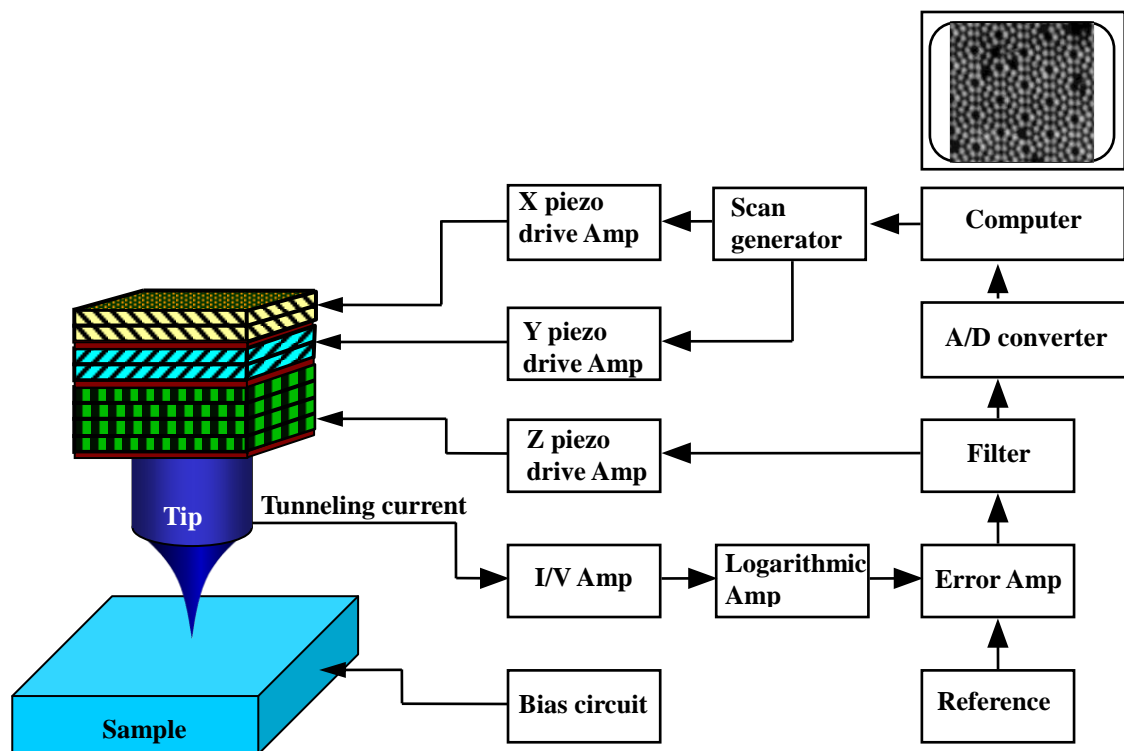 X piezo
drive Amp
Scan
generator
Computer
Y piezo
drive Amp
A/D converter
Z piezo
drive Amp
Filter
Tunneling current
Tip
I/V Amp
Logarithmic
Amp
Error Amp
Bias circuit
Reference
Sample